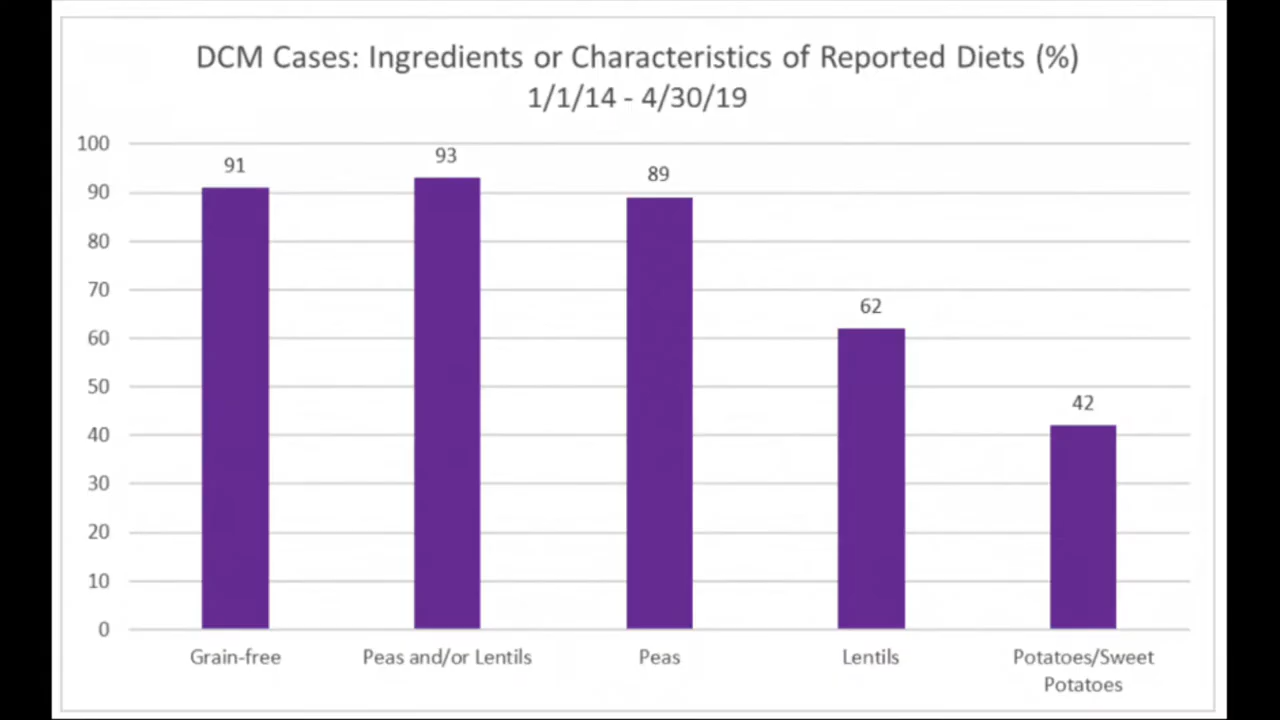 DCM Cases: Ingredients or Characteristics of Reported Diets (%)
1/1/14 - 4/30/19
100
90
80
70
60
50
40
30
20
10
0
91
93
89
62
42
Grain-free
Peas and/or Lentils
Peas
Lentils
Potatoes/Sweet
Potatoes